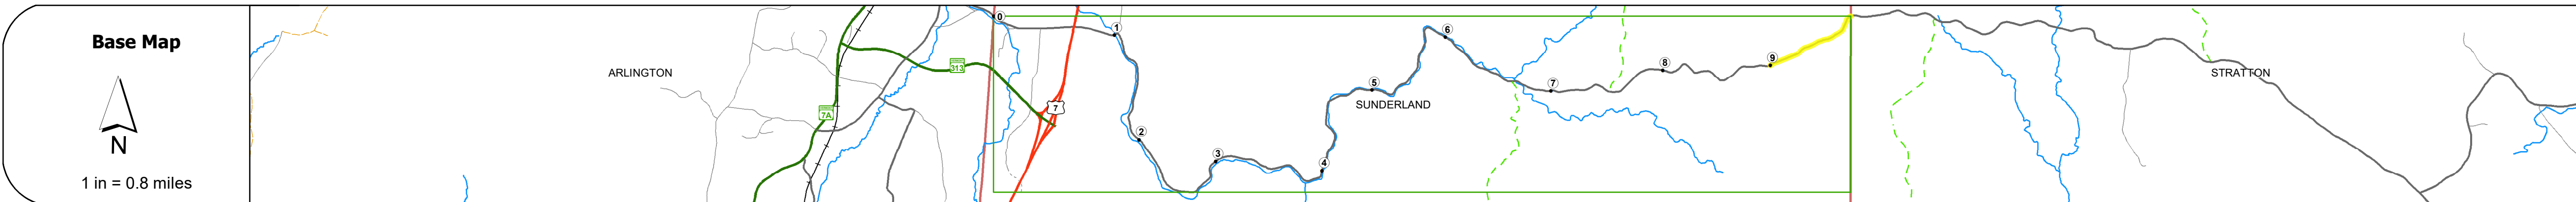 Base Map
N
1 in = 0.8 miles
ARLINGTON
7A
313
0
7
1
2
3
4
5
SUNDERLAND
6
7
8
9
STRATTON